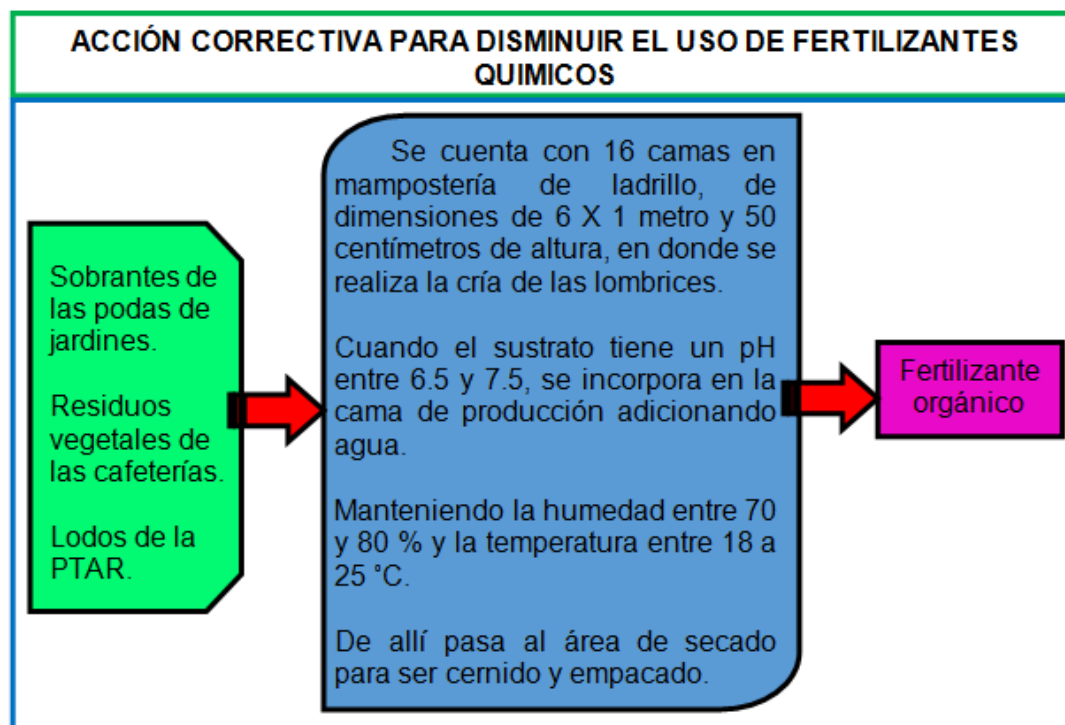 ACCIÓN CORRECTIVA PARA DISMINUIR EL USO DE FERTILIZANTES
QUIMICOS
Sobrantes de
las podas de
jardines.
Residuos
vegetales de
las cafeterías.
Lodos de la
PTAR.
Se cuenta con 16 camas en
mampostería de ladrillo, de
dimensiones de 6 X 1 metro y 50
centímetros de altura, en donde se
realiza la cría de las lombrices.
Cuando el sustrato tiene un pH
entre 6.5 y 7.5, se incorpora en la
cama de producción adicionando
agua.
Manteniendo la humedad entre 70
y 80 % y la temperatura entre 18 a
25 °C.
De allí pasa al área de secado
para ser cernido y empacado.
Fertilizante
orgánico